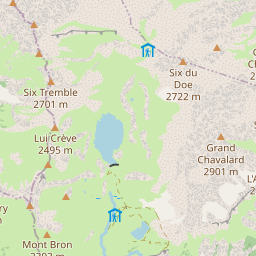 Six du
Doe
2722 m
Six Tremble
2701 m
Lui Crève
2495 m
Grand
Chavalard
2901 m
Mont Bron